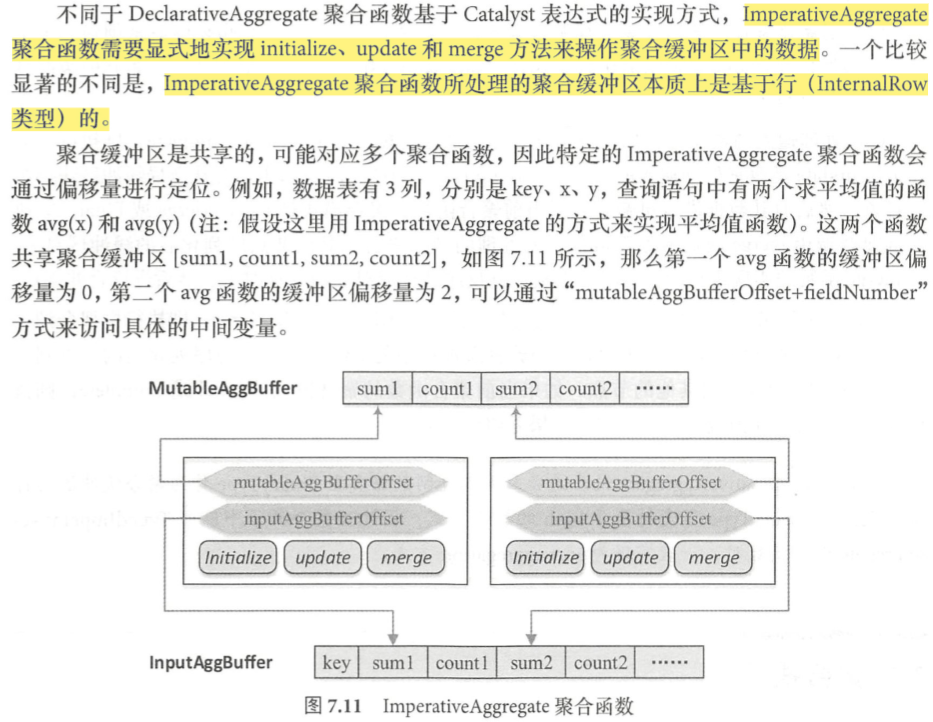 不同于 DeclarativeAggregate 聚合函数基于 Catalyst 表达式的实现方式，ImperativeAggregate
聚合函数需要显式地实现 initialize、update 和 merge 方法来操作聚合缓冲区中的数据。一个比较
显著的不同是，ImperativeAggregate 聚合函数所处理的聚合缓冲区本质上是基于行（InternalRow
类型）的。
聚合缓冲区是共享的，可能对应多个聚合函数，因此特定的 ImperativeAggregate 聚合函数会
通过偏移量进行定位。例如，数据表有 3 列，分别是 key、x、y，查询语句中有两个求平均值的函
数 avg(x) 和 avg(y)（注：假设这里用 ImperativeAggregate 的方式来实现平均值函数）。这两个函数
共享聚合缓冲区 [sum1, count1, sum2, count2]，如图 7.11 所示，那么第一个 avg 函数的缓冲区偏
移量为 0，第二个 avg 函数的缓冲区偏移量为 2，可以通过“mutableAggBufferOffset+fieldNumber”
方式来访问具体的中间变量。
MutableAggBuffer sum1 count1 sum2 count2 ……
mutableAggBufferOffset mutableAggBufferOffset
inputAggBufferOffset inputAggBufferOffset
Initialize update merge Initialize update merge
InputAggBuffer key sum1 count1 sum2 count2 ……
图 7.11 ImperativeAggregate 聚合函数